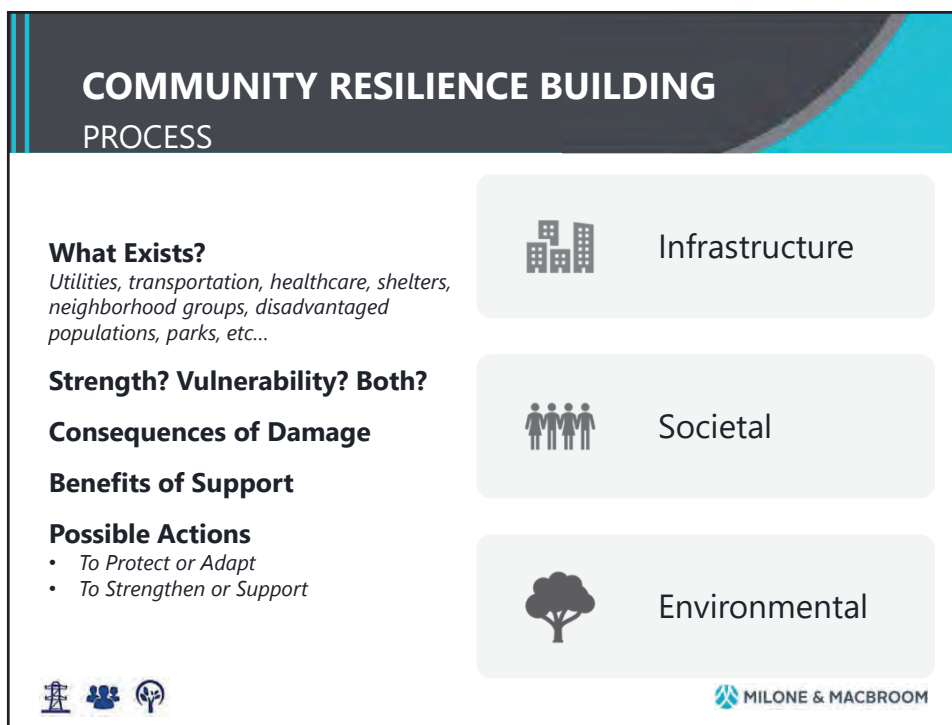 COMMUNITY RESILIENCE BUILDING
PROCESS
What Exists?
Utilities, transportation, healthcare, shelters,
neighborhood groups, disadvantaged
populations, parks, etc…
Strength? Vulnerability? Both?
Consequences of Damage
Benefits of Support
Possible Actions
• To Protect or Adapt
• To Strengthen or Support
Infrastructure
Societal
Environmental
MILONE & MACBROOM